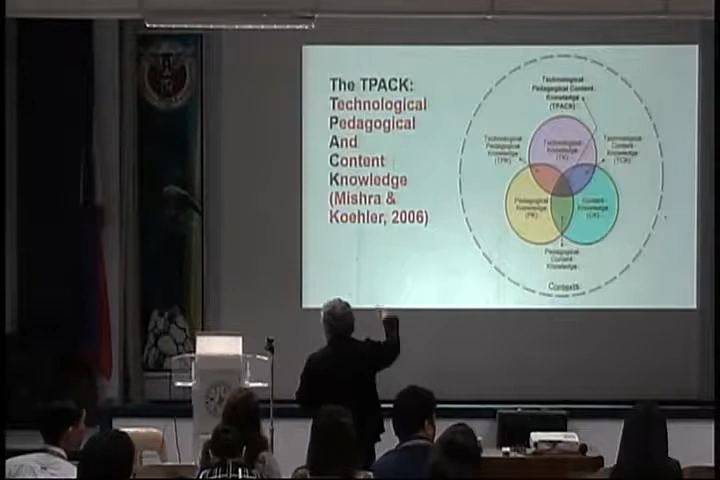 The TPACK:
Technological
Pedagogical
And
Content
Knowledge
(Mishra &
Koehler, 2006)
Technological
Pedagogical Content
Knowledge
(TPACK)
Technological
Pedagogical
Knowledge
(TPK)
Technological
Knowledge
(TK)
Technological
Content
Knowledge
(TCK)
Pedagogical
Knowledge
(PK)
Content
Knowledge
(CK)
Pedagogical
Content
Knowledge
Contexts